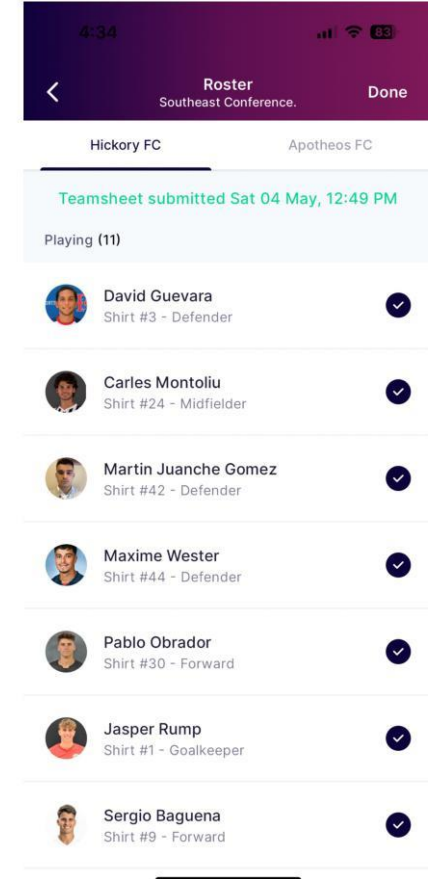 4:34
83
Roster
Southeast Conference.
Done
Hickory FC
Apotheos FC
Teamsheet submitted Sat 04 May, 12:49 PM
Playing (11)
David Guevara
Shirt #3 - Defender
Carles Montoliu
Shirt #24 - Midfielder
Martin Juanche Gomez
Shirt #42 - Defender
Maxime Wester
Shirt #44 - Defender
Pablo Obrador
Shirt #30 - Forward
Jasper Rump
Shirt #1 - Goalkeeper
Sergio Baguena
Shirt #9 - Forward